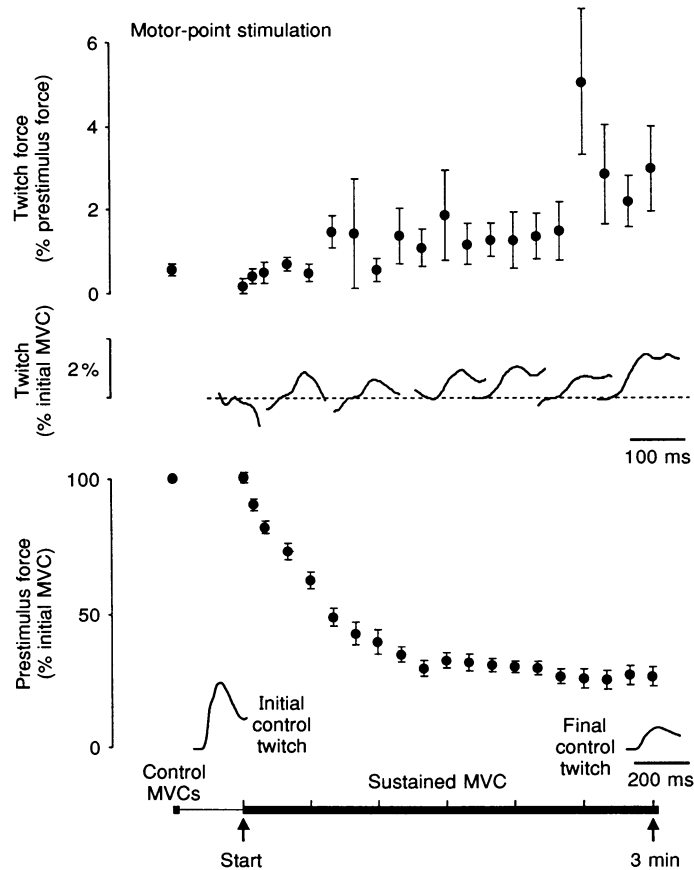 Motor-point stimulation
Twitch force
(% prestimulus force)
6
4
2
0
Twitch
(% initial MVC)
2%
100 ms
Prestimulus force
(% initial MVC)
100
50
0
Initial
control
twitch
Final
control
twitch
200 ms
Control
MVCs
Sustained MVC
Start
3 min